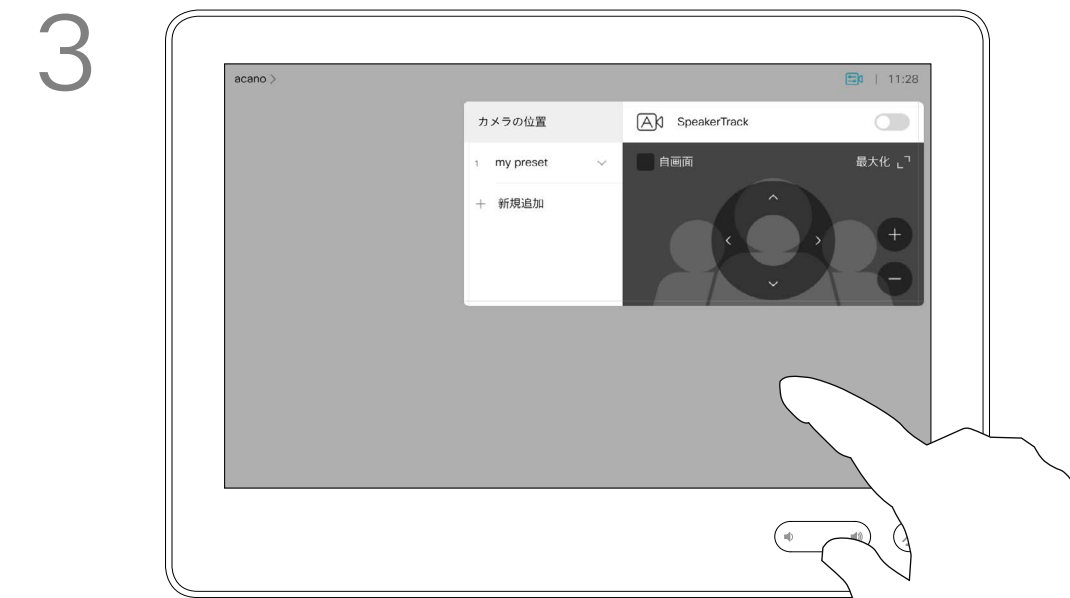 3
acano >
| 11:28
カメラの位置
SpeakerTrack
1 my preset
自画面
最大化
+ 新規追加